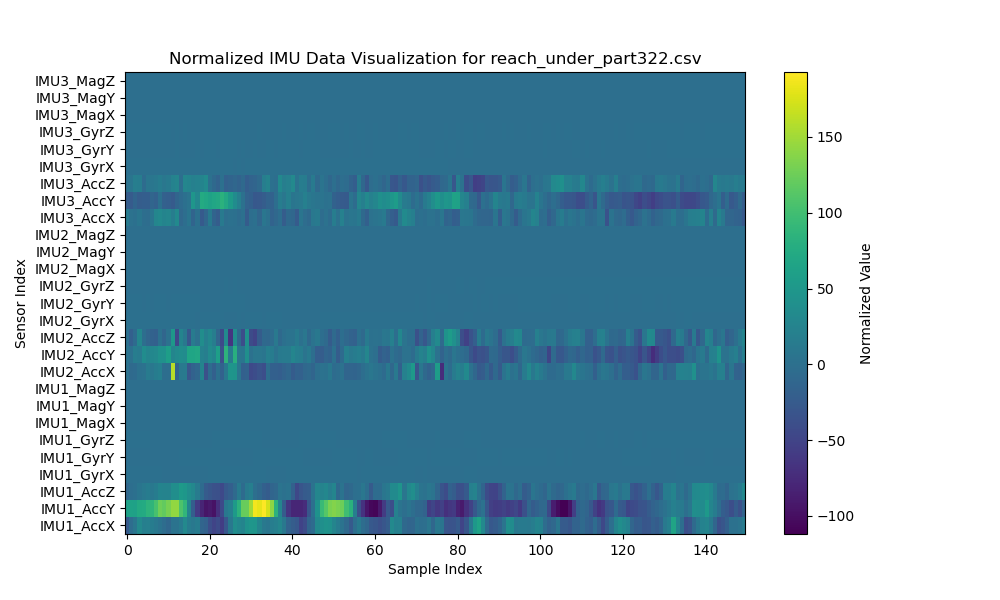 Normalized IMU Data Visualization for reach_under_part322.csv
IMU3_MagZ
IMU3_MagY
IMU3_MagX
IMU3_GyrZ
IMU3_GyrY
IMU3_GyrX
IMU3_AccZ
IMU3_AccY
IMU3_AccX
IMU2_MagZ
IMU2_MagY
IMU2_MagX
IMU2_GyrZ
IMU2_GyrY
IMU2_GyrX
IMU2_AccZ
IMU2_AccY
IMU2_AccX
IMU1_MagZ
IMU1_MagY
IMU1_MagX
IMU1_GyrZ
IMU1_GyrY
IMU1_GyrX
IMU1_AccZ
IMU1_AccY
IMU1_AccX
Sensor Index
0 20 40 60 80 100 120 140
Sample Index
150
100
50
0
−50
−100
Normalized Value